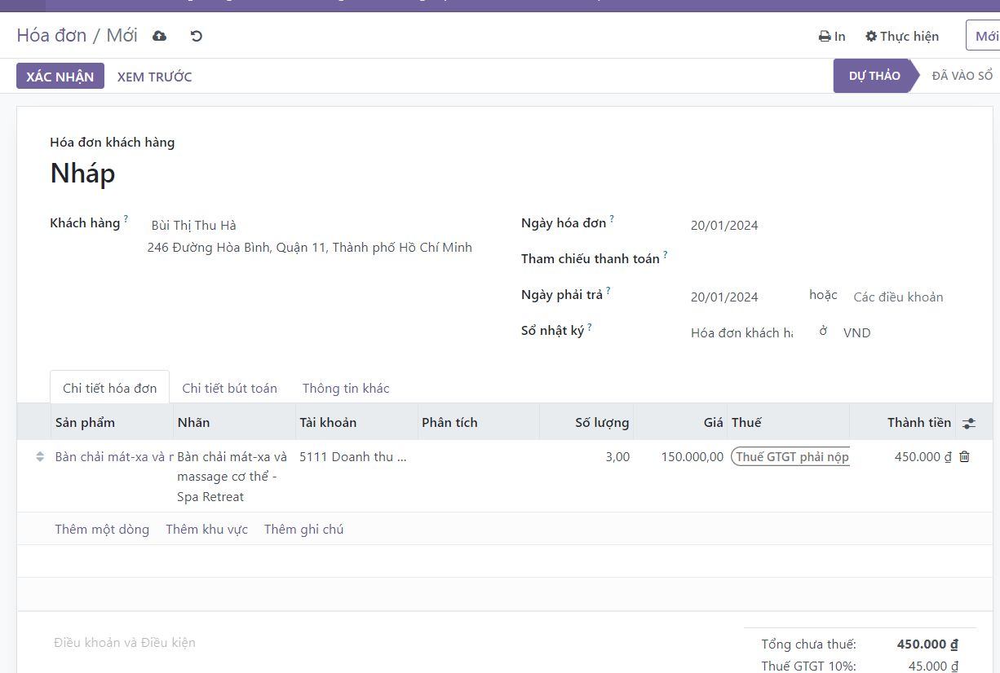 Hóa đơn / Mới
In Thực hiện Mới
XÁC NHẬN XEM TRƯỚC
DỰ THẢO ĐÃ VÀO SỔ
Hóa đơn khách hàng
Nháp
Khách hàng ? Bùi Thị Thu Hà
246 Đường Hòa Bình, Quận 11, Thành phố Hồ Chí Minh
Ngày hóa đơn ? 20/01/2024
Tham chiếu thanh toán ?
Ngày phải trả ? 20/01/2024 hoặc Các điều khoản
Sổ nhật ký ? Hóa đơn khách hà ở VND
Chi tiết hóa đơn Chi tiết bút toán Thông tin khác
Sản phẩm Nhãn Tài khoản Phân tích Số lượng Giá Thuế Thành tiền
Bàn chải mát-xa và Bàn chải mát-xa và 5111 Doanh thu ... 3,00 150.000,00 Thuế GTGT phải nộp 450.000 ₫
massage cơ thể -
Spa Retreat
Thêm một dòng Thêm khu vực Thêm ghi chú
Điều khoản và Điều kiện
Tổng chưa thuế: 450.000 ₫
Thuế GTGT 10%: 45.000 ₫